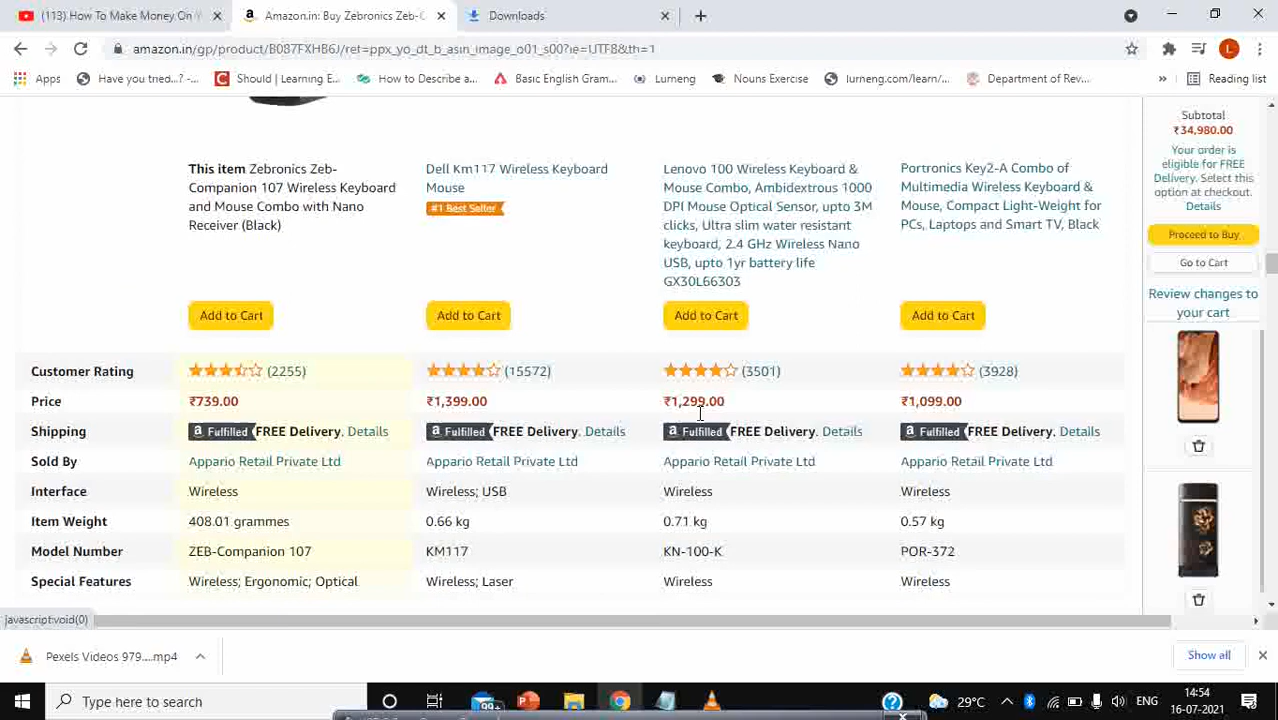 (113) How To Make Money On
Amazon.in: Buy Zebronics Zeb-C
Downloads
amazon.in/gp/product/B087FXHB6J/ref=ppx_yo_dt_b_asin_image_o01_s00?ie=UTF8&th=1
L
Apps
Have you tried...? -...
Should | Learning E...
How to Describe a...
Basic English Gram...
Lumeng
Nouns Exercise
lurneng.com/learn/...
Department of Rev...
»
Reading list
Subtotal
₹34,980.00
Your order is
eligible for FREE
Delivery. Select this
option at checkout.
Details
Proceed to Buy
Go to Cart
Review changes to
your cart
This item Zebronics Zeb-
Companion 107 Wireless Keyboard
and Mouse Combo with Nano
Receiver (Black)
Dell Km117 Wireless Keyboard
Mouse
#1 Best Seller
Lenovo 100 Wireless Keyboard &
Mouse Combo, Ambidextrous 1000
DPI Mouse Optical Sensor, upto 3M
clicks, Ultra slim water resistant
keyboard, 2.4 GHz Wireless Nano
USB, upto 1yr battery life
GX30L66303
Portronics Key2-A Combo of
Multimedia Wireless Keyboard &
Mouse, Compact Light-Weight for
PCs, Laptops and Smart TV, Black
Add to Cart
Add to Cart
Add to Cart
Add to Cart
Customer Rating (2255) (15572) (3501) (3928)
Price ₹739.00 ₹1,399.00 ₹1,299.00 ₹1,099.00
Shipping a Fulfilled FREE Delivery. Details a Fulfilled FREE Delivery. Details a Fulfilled FREE Delivery. Details a Fulfilled FREE Delivery. Details
Sold By Appario Retail Private Ltd Appario Retail Private Ltd Appario Retail Private Ltd Appario Retail Private Ltd
Interface Wireless Wireless; USB Wireless Wireless
Item Weight 408.01 grammes 0.66 kg 0.71 kg 0.57 kg
Model Number ZEB-Companion 107 KM117 KN-100-K POR-372
Special Features Wireless; Ergonomic; Optical Wireless; Laser Wireless Wireless
javascript:void(0)
Pexels Videos 979....mp4
Show all
Type here to search
99+
29°C
ENG
14:54
16-07-2021